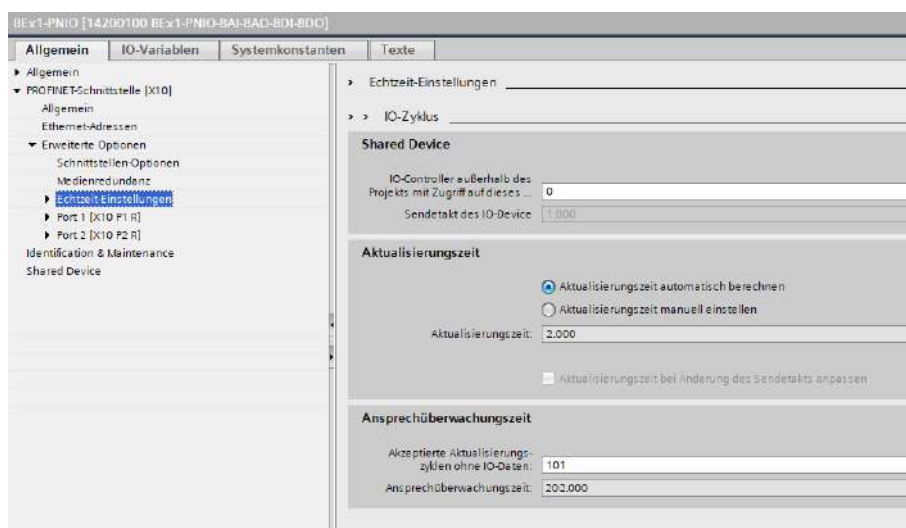 BEx1-PNIO [14200100 BEx1-PNIO-8AI-8AO-8DI-8DO]
Allgemein IO-Variablen Systemkonstanten Texte
Allgemein
PROFINET-Schnittstelle [X10]
Allgemein
Ethernet-Adressen
Erweiterte Optionen
Schnittstellen-Optionen
Medienredundanz
Echtzeit-Einstellungen
Port 1 [X10 P1 R]
Port 2 [X10 P2 R]
Identification & Maintenance
Shared Device
Echtzeit-Einstellungen
IO-Zyklus
Shared Device
IO-Controller außerhalb des
Projekts mit Zugriff auf dieses ... 0
Sendetakt des IO-Device 1.000
Aktualisierungszeit
Aktualisierungszeit automatisch berechnen
Aktualisierungszeit manuell einstellen
Aktualisierungszeit: 2.000
Aktualisierungszeit bei Änderung des Sendetakts anpassen
Ansprechüberwachungszeit
Akzeptierte Aktualisierungs-
zyklen ohne IO-Daten: 101
Ansprechüberwachungszeit: 202.000